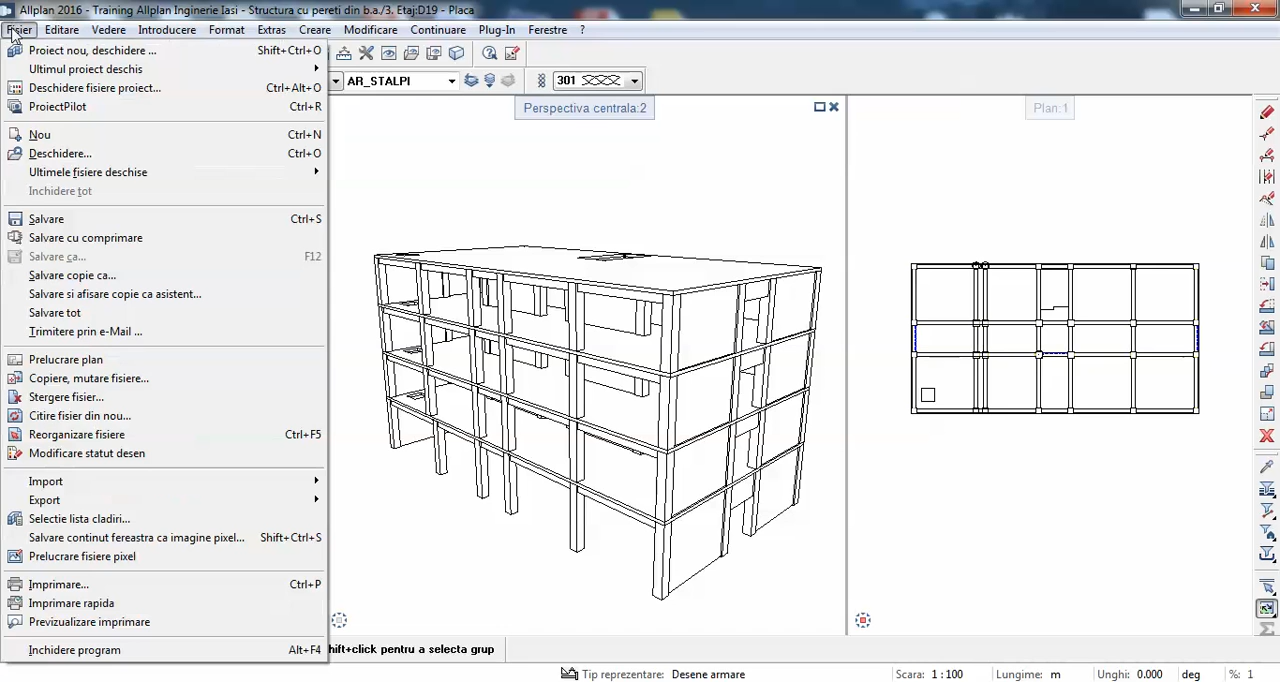 Allplan 2016 - Training Allplan Inginerie Iasi - Structura cu pereti din b.a./3. Etaj:D19 - Placa
Fisier Editare Vedere Introducere Format Extras Creare Modificare Continuare Plug-In Ferestre ?
Proiect nou, deschidere ... Shift+Ctrl+O
Ultimul proiect deschis
Deschidere fisiere proiect... Ctrl+Alt+O
ProiectPilot Ctrl+R
Nou Ctrl+N
Deschidere... Ctrl+O
Ultimele fisiere deschise
Inchidere tot
Salvare Ctrl+S
Salvare cu comprimare
Salvare ca... F12
Salvare copie ca...
Salvare si afisare copie ca asistent...
Salvare tot
Trimitere prin e-Mail ...
Prelucrare plan
Copiere, mutare fisiere...
Stergere fisier...
Citire fisier din nou...
Reorganizare fisiere Ctrl+F5
Modificare statut desen
Import
Export
Selectie lista cladiri...
Salvare continut fereastra ca imagine pixel... Shift+Ctrl+S
Prelucrare fisiere pixel
Imprimare... Ctrl+P
Imprimare rapida
Previzualizare imprimare
Inchidere program Alt+F4
AR_STALPI 301
Perspectiva centrala:2
Plan:1
hift+click pentru a selecta grup
Tip reprezentare: Desene armare Scara: 1 : 100 Lungime: m Unghi: 0.000 deg %: 1